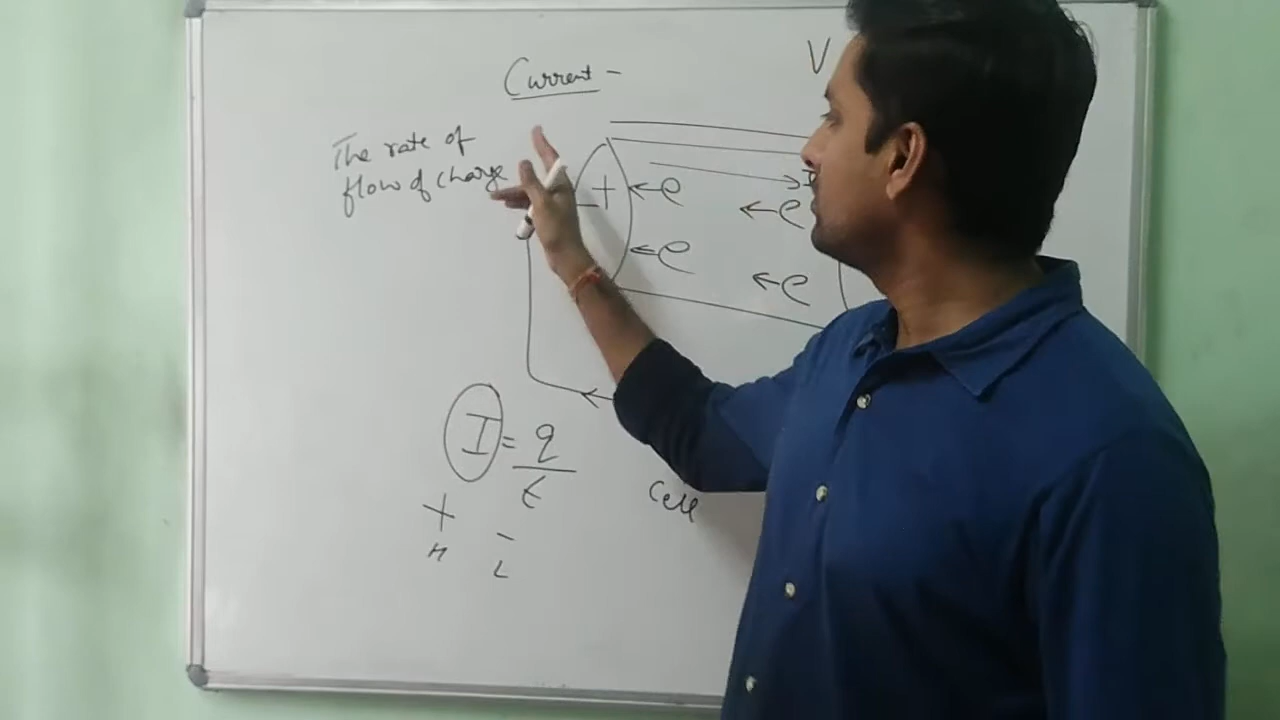 Current -
V
The rate of
flow of charge
+
e
e
e
e
I = q
t
+ -
H L
Cell